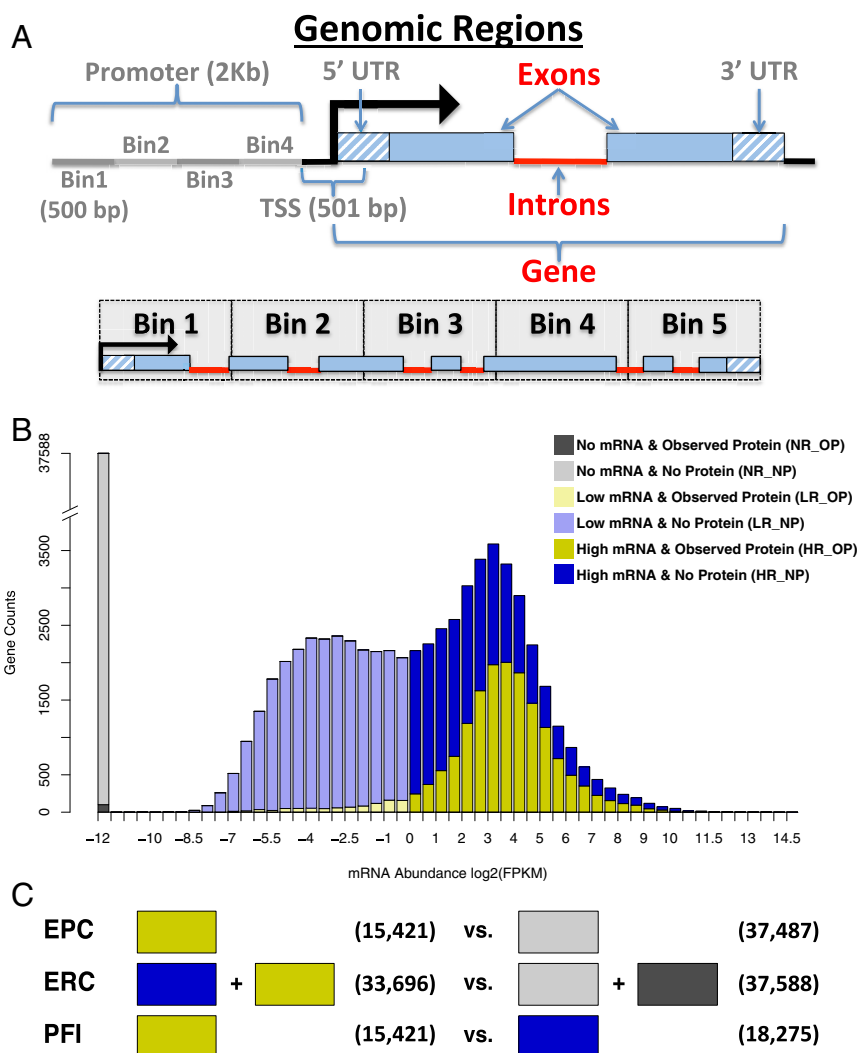 A
Genomic Regions
Promoter (2Kb)
5’ UTR
Exons
3’ UTR
Bin2
Bin4
Bin1
(500 bp)
Bin3
TSS (501 bp)
Introns
Gene
Bin 1
Bin 2
Bin 3
Bin 4
Bin 5
B
37588
3500
2500
1500
500
0
Gene Counts
No mRNA & Observed Protein (NR_OP)
No mRNA & No Protein (NR_NP)
Low mRNA & Observed Protein (LR_OP)
Low mRNA & No Protein (LR_NP)
High mRNA & Observed Protein (HR_OP)
High mRNA & No Protein (HR_NP)
−12 −10 −8.5 −7 −5.5 −4 −2.5 −1 0 1 2 3 4 5 6 7 8 9 10 11.5 13 14.5
mRNA Abundance log2(FPKM)
C
EPC (15,421) vs. (37,487)
ERC + (33,696) vs. + (37,588)
PFI (15,421) vs. (18,275)